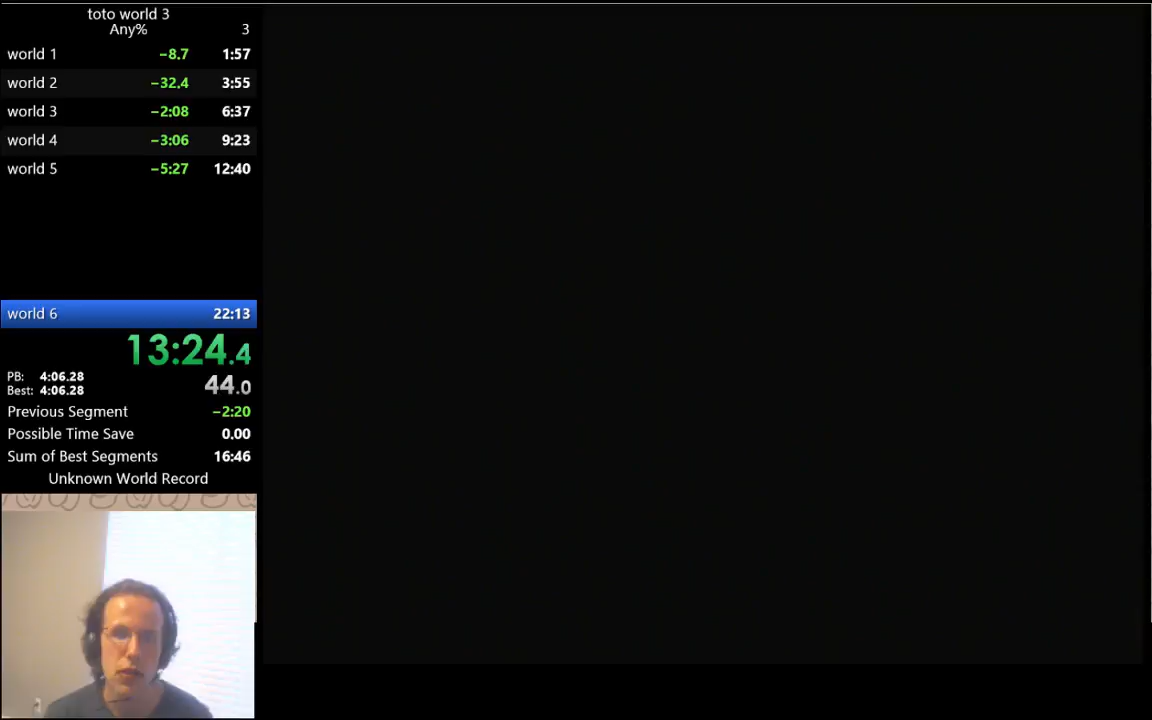 toto world 3
Any% 3
world 1 -8.7 1:57
world 2 -32.4 3:55
world 3 -2:08 6:37
world 4 -3:06 9:23
world 5 -5:27 12:40
world 6 22:13
13:24.4
PB: 4:06.28
Best: 4:06.28
44.0
Previous Segment -2:20
Possible Time Save 0.00
Sum of Best Segments 16:46
Unknown World Record